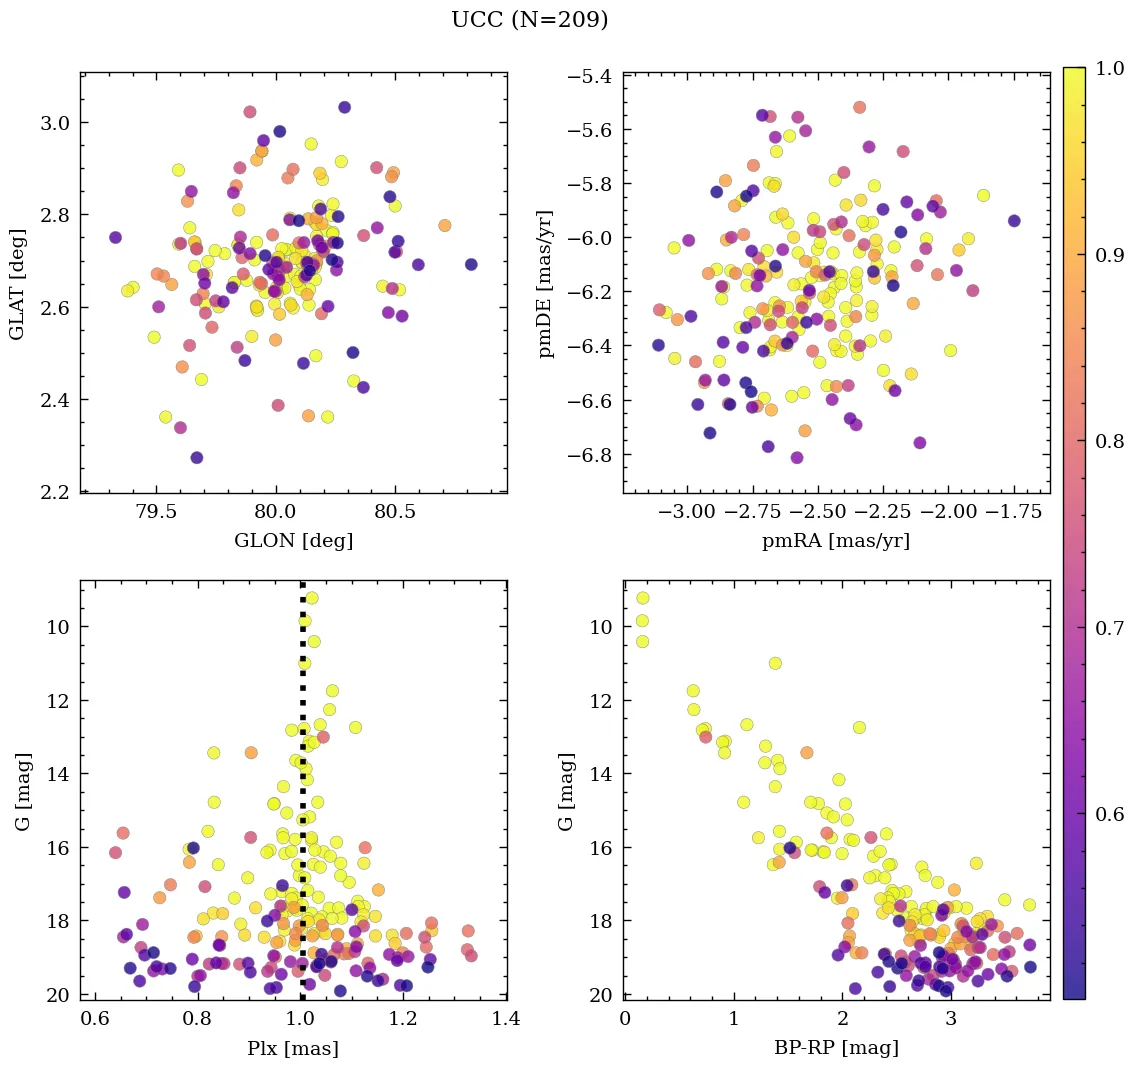 UCC (N=209)
3.0
2.8
2.6
2.4
2.2
GLAT [deg]
79.5 80.0 80.5
GLON [deg]
−5.4
−5.6
−5.8
−6.0
−6.2
−6.4
−6.6
−6.8
pmDE [mas/yr]
−3.00 −2.75 −2.50 −2.25 −2.00 −1.75
pmRA [mas/yr]
10
12
14
16
18
20
G [mag]
0.6 0.8 1.0 1.2 1.4
Plx [mas]
10
12
14
16
18
20
G [mag]
0 1 2 3
BP-RP [mag]
1.0
0.9
0.8
0.7
0.6